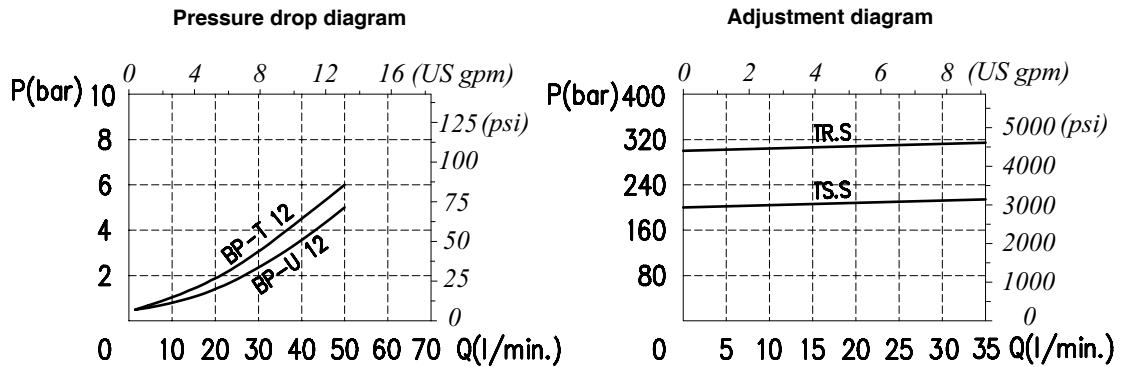 Pressure drop diagram
0 4 8 12 16 (US gpm)
P(bar) 10
8
6
4
2
125 (psi)
100
75
50
25
0
BP-T 12
BP-U 12
0 10 20 30 40 50 60 70 Q(l/min.)
Adjustment diagram
0 2 4 6 8 (US gpm)
P(bar) 400
320
240
160
80
5000 (psi)
4000
3000
2000
1000
0
TR.S
TS.S
0 5 10 15 20 25 30 35 Q(l/min.)